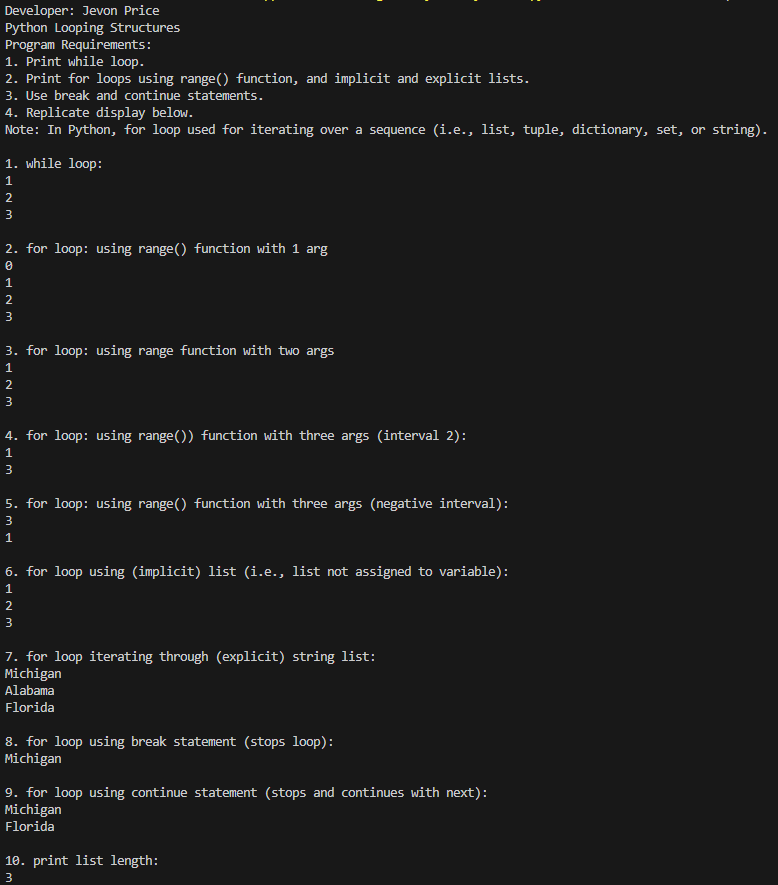 Developer: Jevon Price
Python Looping Structures
Program Requirements:
1. Print while loop.
2. Print for loops using range() function, and implicit and explicit lists.
3. Use break and continue statements.
4. Replicate display below.
Note: In Python, for loop used for iterating over a sequence (i.e., list, tuple, dictionary, set, or string).

1. while loop:
1
2
3

2. for loop: using range() function with 1 arg
0
1
2
3

3. for loop: using range function with two args
1
2
3

4. for loop: using range()) function with three args (interval 2):
1
3

5. for loop: using range() function with three args (negative interval):
3
1

6. for loop using (implicit) list (i.e., list not assigned to variable):
1
2
3

7. for loop iterating through (explicit) string list:
Michigan
Alabama
Florida

8. for loop using break statement (stops loop):
Michigan

9. for loop using continue statement (stops and continues with next):
Michigan
Florida

10. print list length:
3